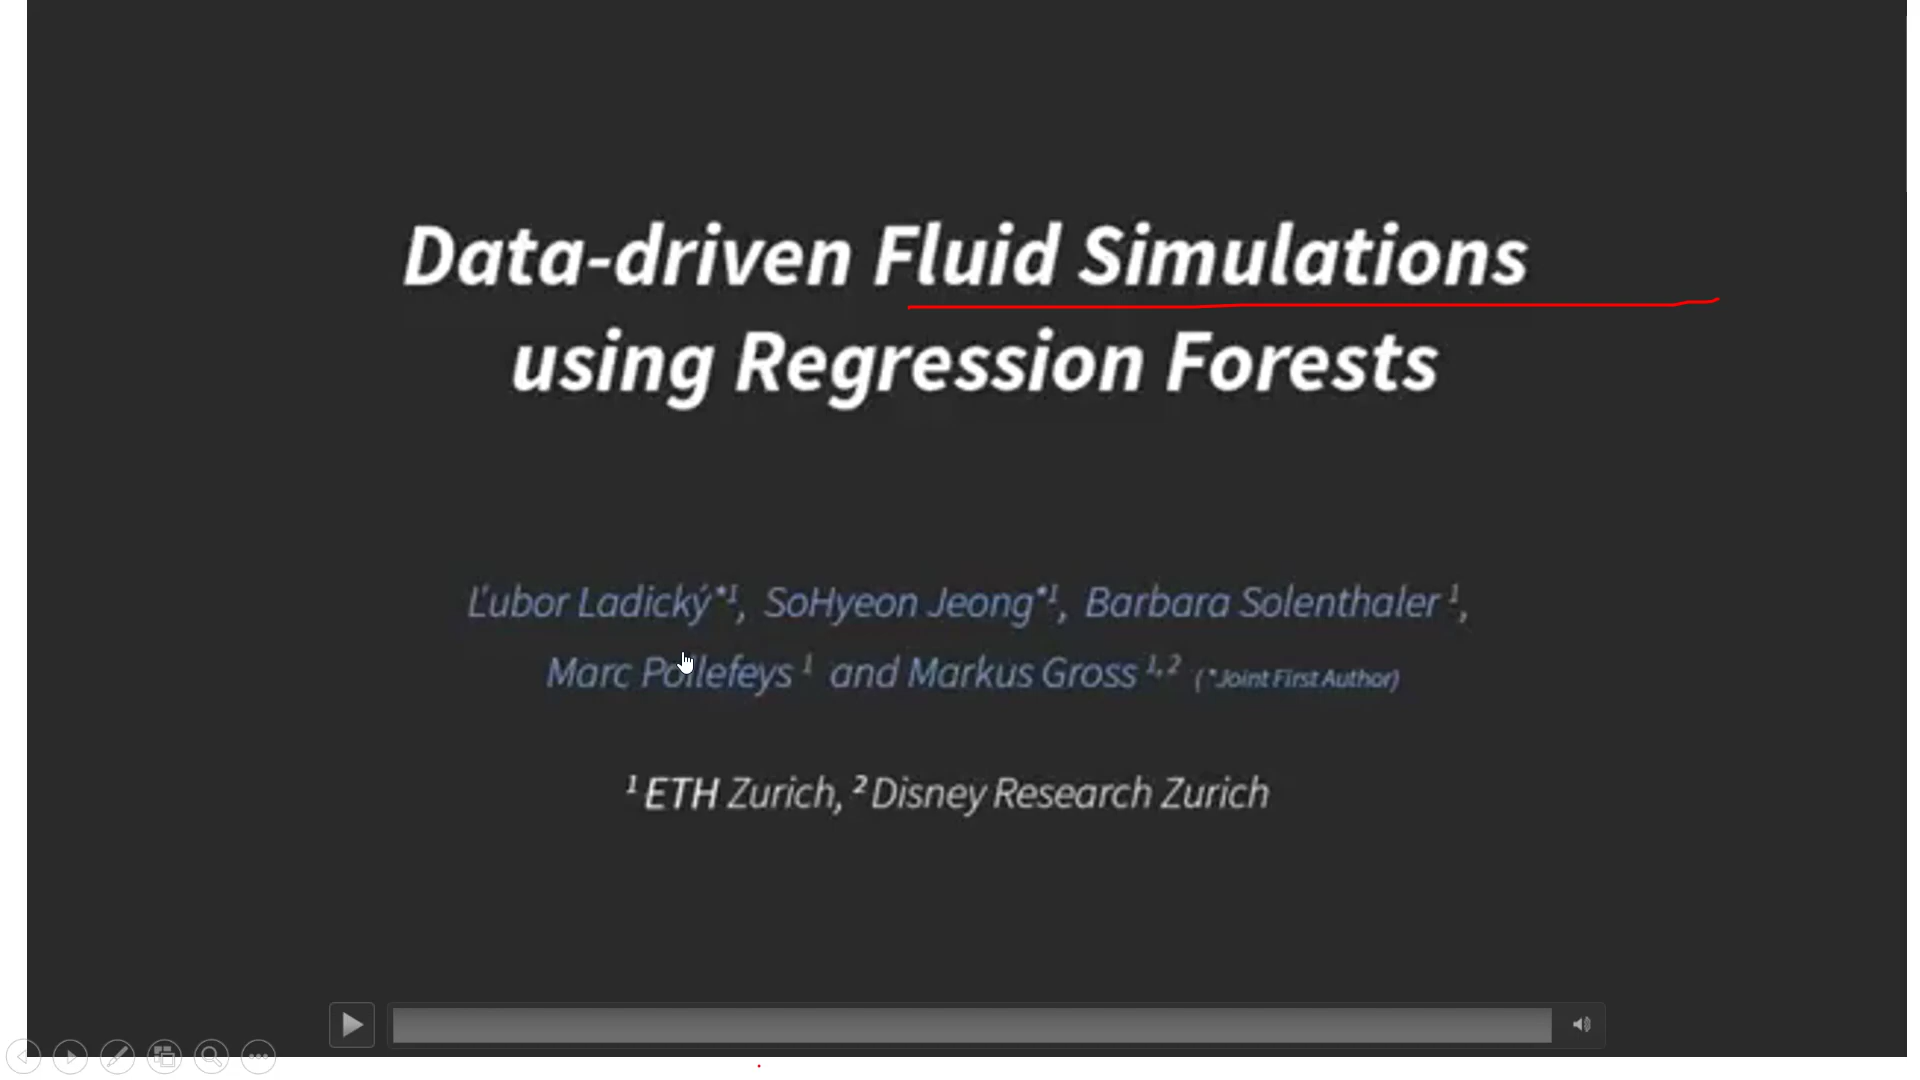 Data-driven Fluid Simulations
using Regression Forests
Ľubor Ladický*¹, SoHyeon Jeong*¹, Barbara Solenthaler ¹,
Marc Pollefeys ¹ and Markus Gross ¹,² (*Joint First Author)
¹ ETH Zurich, ² Disney Research Zurich